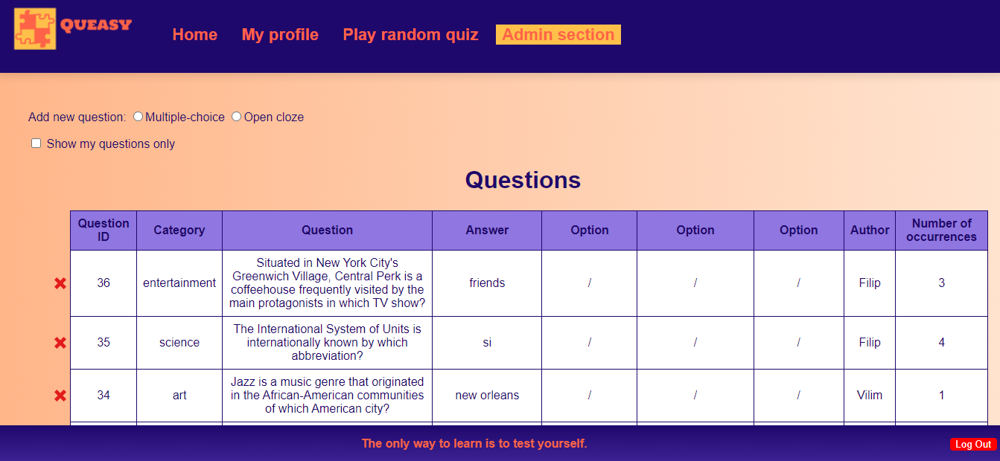 QUEASY
Home My profile Play random quiz Admin section
Add new question: Multiple-choice Open cloze
Show my questions only
Questions
Question ID Category Question Answer Option Option Option Author Number of occurrences
36 entertainment Situated in New York City's Greenwich Village, Central Perk is a coffeehouse frequently visited by the main protagonists in which TV show? friends / / / Filip 3
35 science The International System of Units is internationally known by which abbreviation? si / / / Filip 4
34 art Jazz is a music genre that originated in the African-American communities of which American city? new orleans / / / Vilim 1
The only way to learn is to test yourself.
Log Out